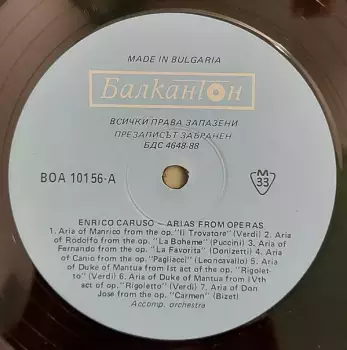 MADE IN BULGARIA
Балкантон
ВСИЧКИ ПРАВА ЗАПАЗЕНИ
ПРЕЗАПИСЪТ ЗАБРАНЕН
БДС 4648-88
BOA 10156-A
M
33
ENRICO CARUSO - ARIAS FROM OPERAS
1. Aria of Manrico from the op. "Il Trovatore" (Verdi) 2. Aria
of Rodolfo from the op. "La Boheme" (Puccini) 3. Aria of
Fernando from the op. "La Favorita" (Donizetti) 4. Aria
of Canio from the op. "Pagliacci" (Leoncavallo) 5. Aria
of Duke of Mantua from Ist act of the op. "Rigolet-
to" (Verdi) 6. Aria of Duke of Mantua from IVth
act of op. "Rigoletto" (Verdi) 7. Aria of Don
Jose from the op. "Carmen" (Bizet)
Accomp. orchestra